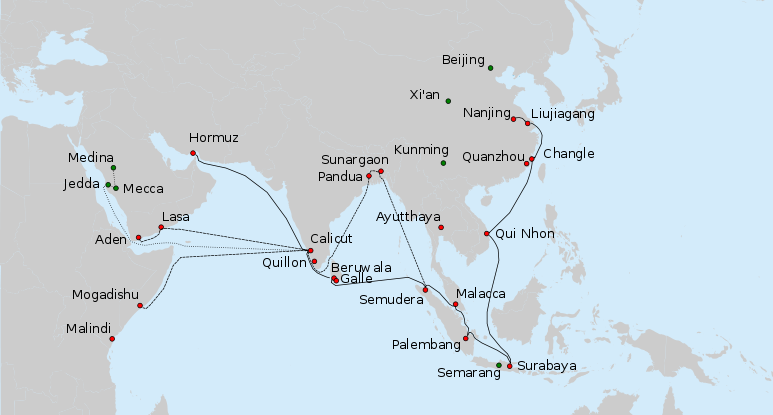 Beijing
Xi'an
Nanjing
Liujiagang
Hormuz
Kunming
Quanzhou
Changle
Medina
Sunargaon
Pandua
Jedda
Mecca
Lasa
Ayutthaya
Aden
Calicut
Qui Nhon
Quillon
Beruwala
Galle
Mogadishu
Semudera
Malacca
Malindi
Palembang
Semarang
Surabaya